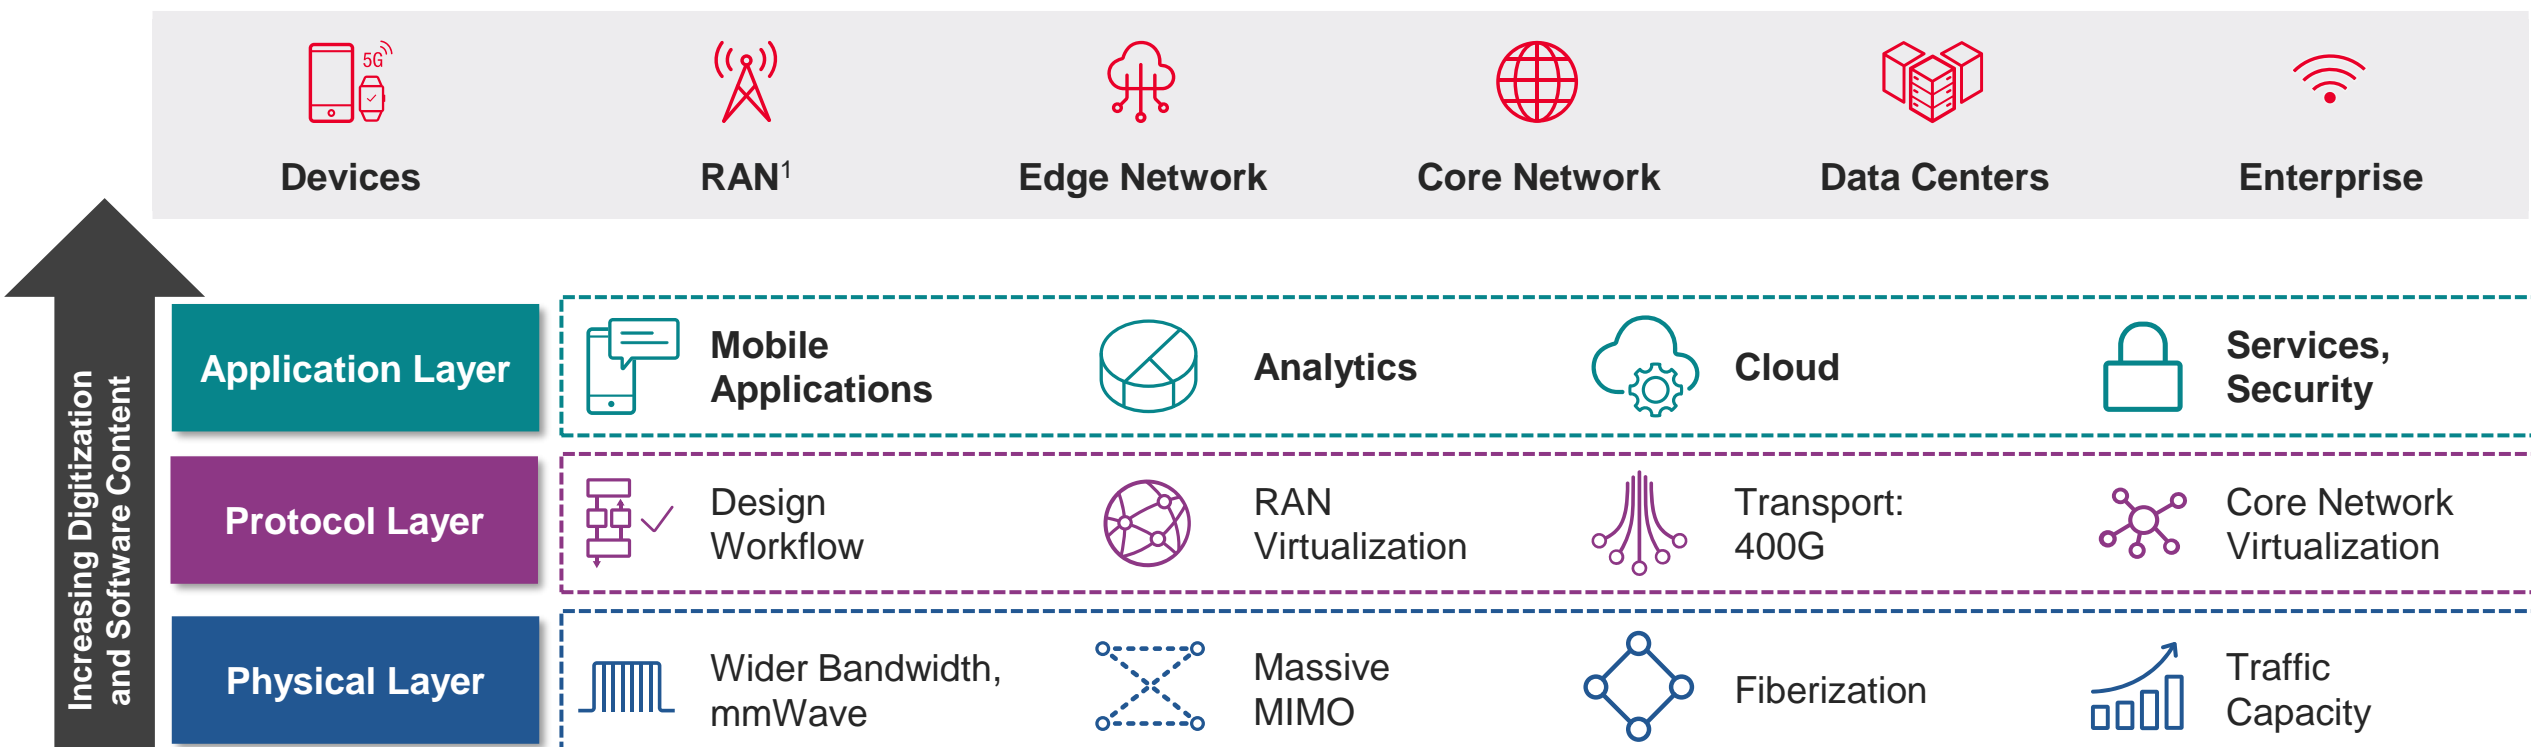 5G
Devices
RAN1
Edge Network
Core Network
Data Centers
Enterprise
Increasing Digitization
and Software Content
Application Layer
Mobile
Applications
Analytics
Cloud
Services,
Security
Protocol Layer
Design
Workflow
RAN
Virtualization
Transport:
400G
Core Network
Virtualization
Physical Layer
Wider Bandwidth,
mmWave
Massive
MIMO
Fiberization
Traffic
Capacity